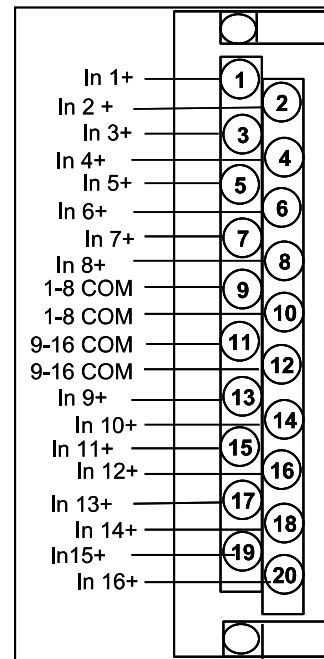 In 1+ 1
In 2 + 2
In 3+ 3
In 4+ 4
In 5+ 5
In 6+ 6
In 7+ 7
In 8+ 8
1-8 COM 9
1-8 COM 10
9-16 COM 11
9-16 COM 12
In 9+ 13
In 10+ 14
In 11+ 15
In 12+ 16
In 13+ 17
In 14+ 18
In15+ 19
In 16+ 20